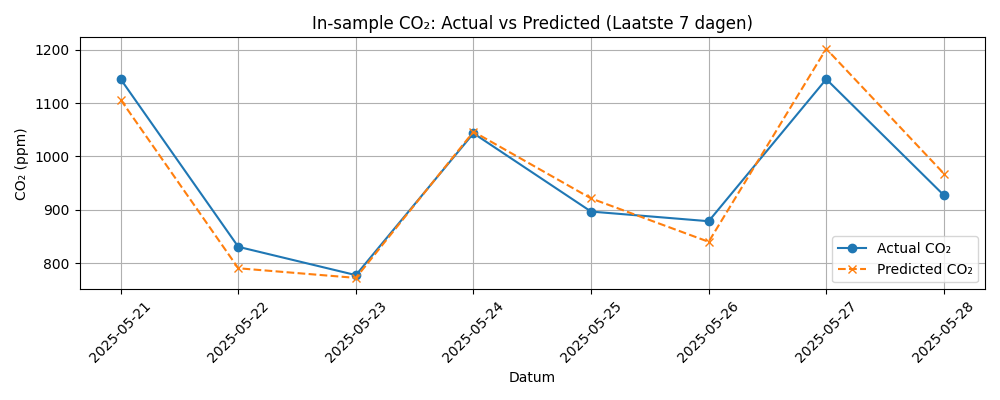 In-sample CO₂: Actual vs Predicted (Laatste 7 dagen)
CO₂ (ppm)
1200
1100
1000
900
800
Actual CO₂
Predicted CO₂
2025-05-21
2025-05-22
2025-05-23
2025-05-24
2025-05-25
2025-05-26
2025-05-27
2025-05-28
Datum